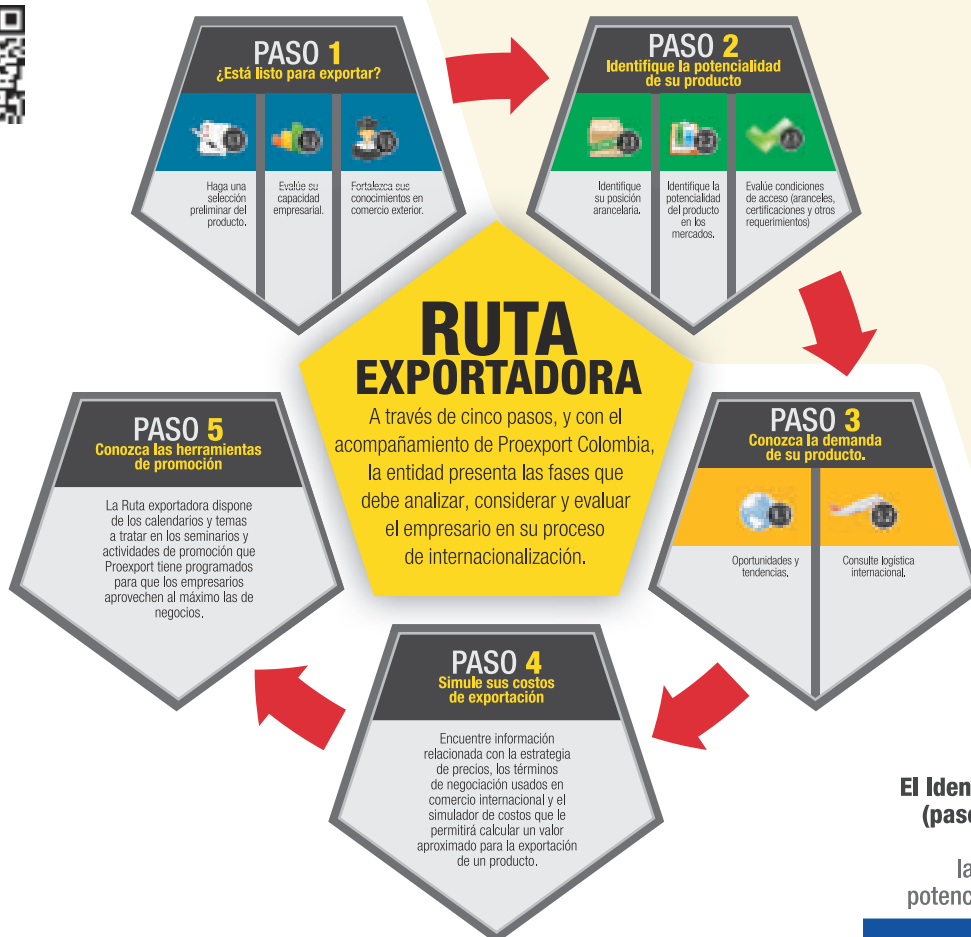 PASO 1
¿Está listo para exportar?
Haga una
selección
preliminar del
producto.
Evalúe su
capacidad
empresarial.
Fortalezca sus
conocimientos en
comercio exterior.
PASO 2
Identifique la potencialidad
de su producto
Identifique
su posición
arancelaria.
Identifique la
potencialidad
del producto
en los
mercados.
Evalúe condiciones
de acceso (aranceles,
certificaciones y otros
requerimientos)
RUTA
EXPORTADORA
A través de cinco pasos, y con el
acompañamiento de Proexport Colombia,
la entidad presenta las fases que
debe analizar, considerar y evaluar
el empresario en su proceso
de internacionalización.
PASO 3
Conozca la demanda
de su producto.
Oportunidades y
tendencias.
Consulte logística
internacional.
PASO 4
Simule sus costos
de exportación
Encuentre información
relacionada con la estrategia
de precios, los términos
de negociación usados en
comercio internacional y el
simulador de costos que le
permitirá calcular un valor
aproximado para la exportación
de un producto.
PASO 5
Conozca las herramientas
de promoción
La Ruta exportadora dispone
de los calendarios y temas
a tratar en los seminarios y
actividades de promoción que
Proexport tiene programados
para que los empresarios
aprovechen al máximo las de
negocios.
El Iden
(paso
la
potenc